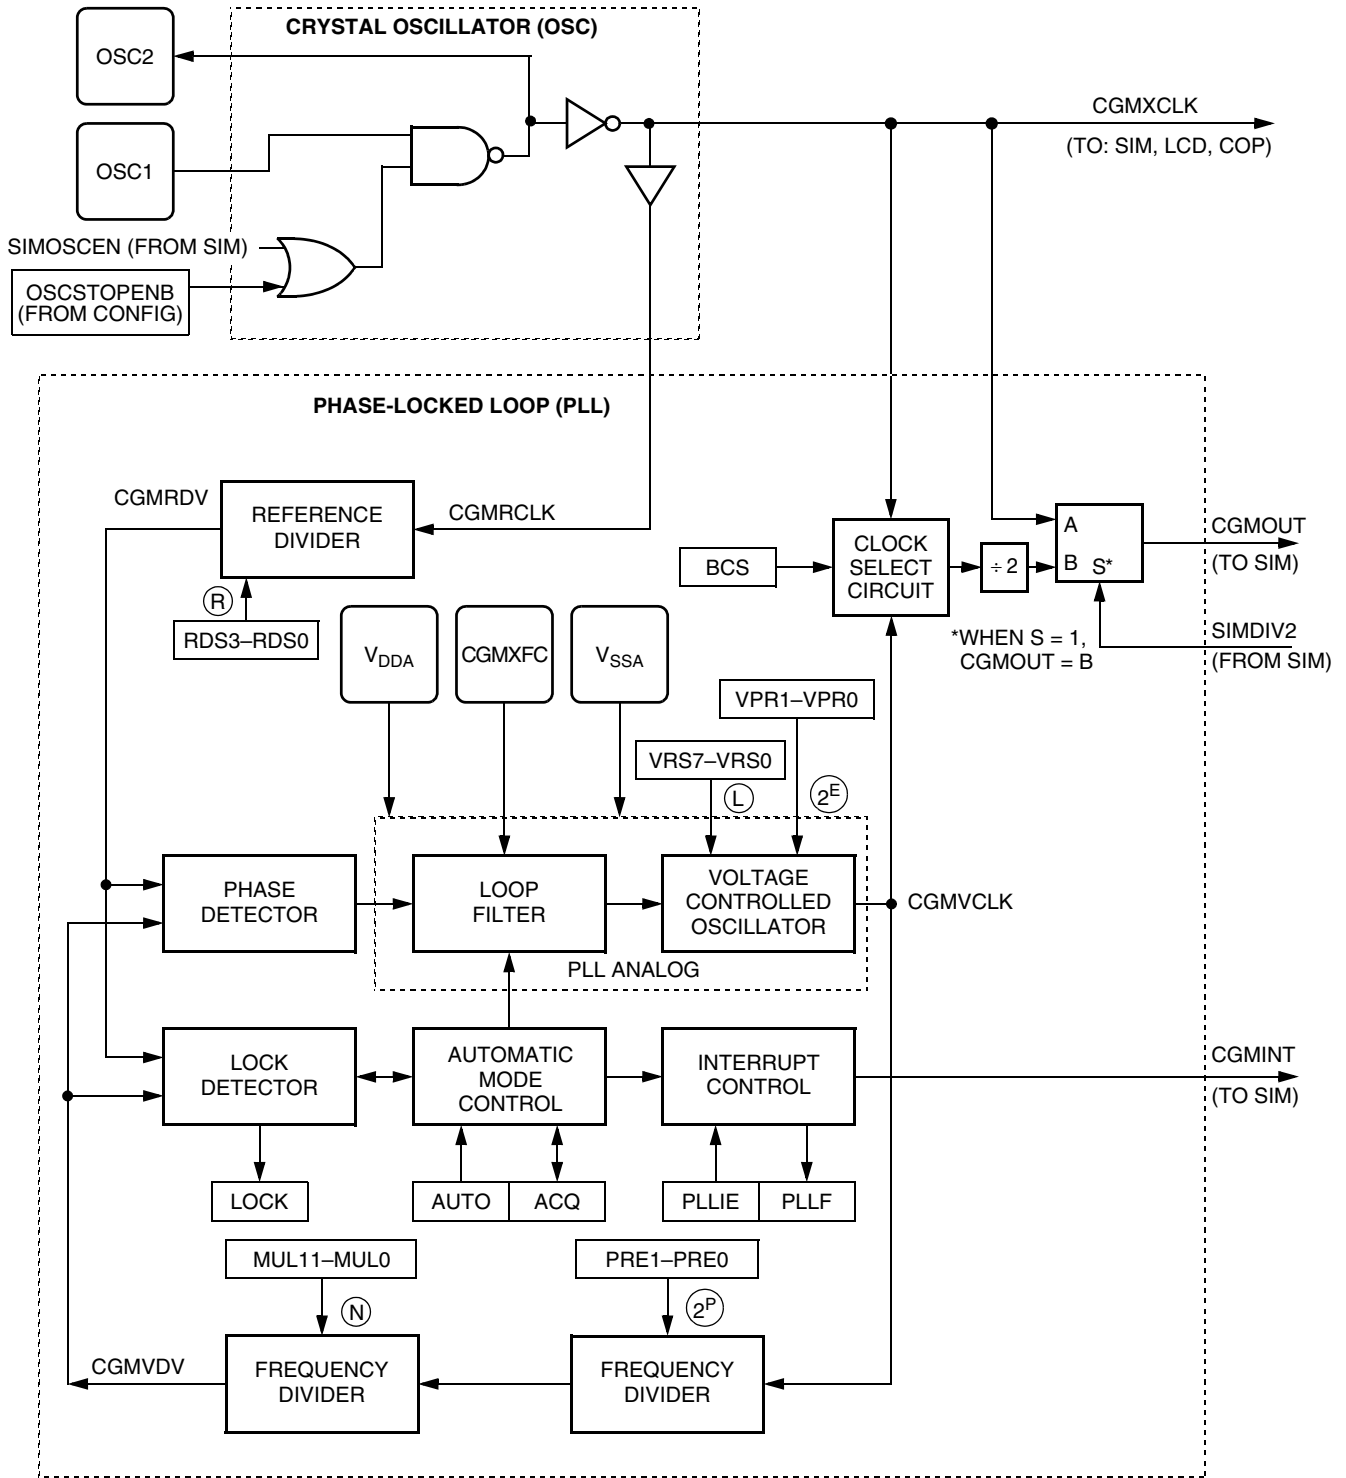 CRYSTAL OSCILLATOR (OSC)
OSC2
OSC1
CGMXCLK
(TO: SIM, LCD, COP)
SIMOSCEN (FROM SIM)
OSCSTOPENB
(FROM CONFIG)
PHASE-LOCKED LOOP (PLL)
CGMRDV
REFERENCE
DIVIDER
CGMRCLK
R
RDS3–RDS0
BCS
CLOCK
SELECT
CIRCUIT
÷ 2
A
B S*
CGMOUT
(TO SIM)
*WHEN S = 1,
CGMOUT = B
SIMDIV2
(FROM SIM)
VDDA
CGMXFC
VSSA
VPR1–VPR0
VRS7–VRS0
L
2E
PHASE
DETECTOR
LOOP
FILTER
VOLTAGE
CONTROLLED
OSCILLATOR
CGMVCLK
PLL ANALOG
LOCK
DETECTOR
AUTOMATIC
MODE
CONTROL
INTERRUPT
CONTROL
CGMINT
(TO SIM)
LOCK
AUTO
ACQ
PLLIE
PLLF
MUL11–MUL0
PRE1–PRE0
N
2P
CGMVDV
FREQUENCY
DIVIDER
FREQUENCY
DIVIDER